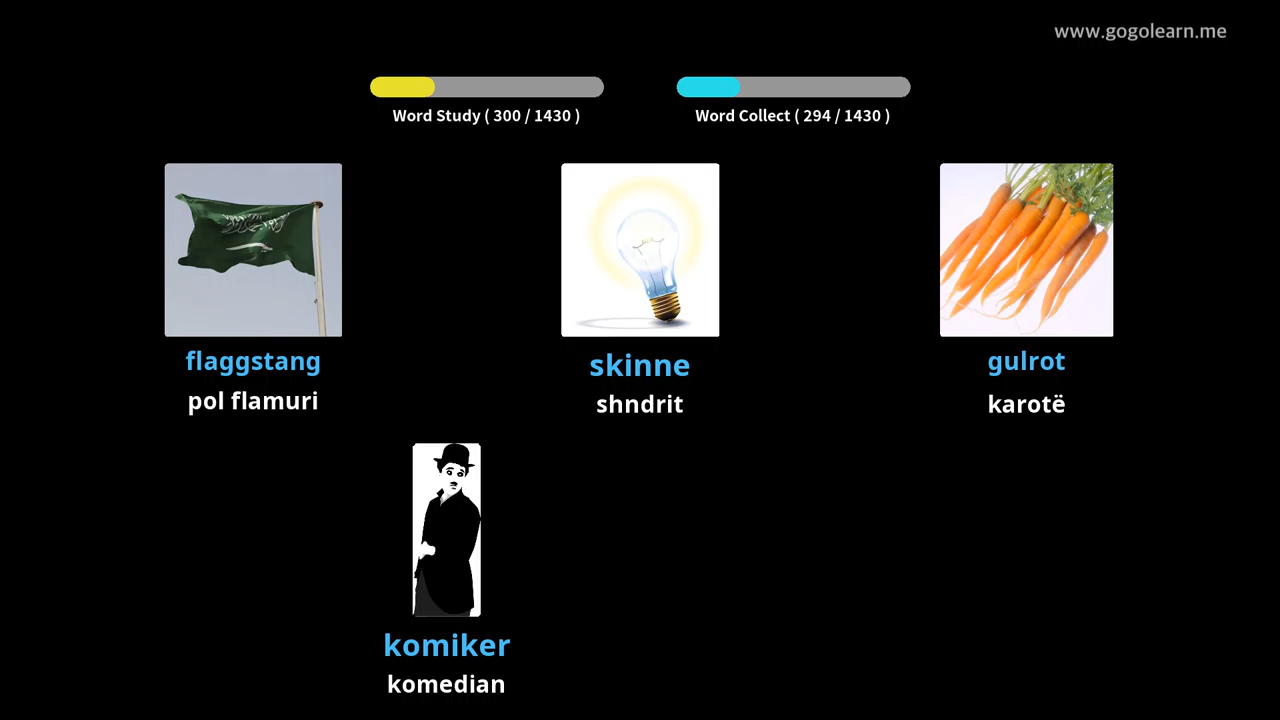 www.gogolearn.me
Word Study ( 300 / 1430 )
Word Collect ( 294 / 1430 )
flaggstang
pol flamuri
skinne
shndrit
gulrot
karotë
komiker
komedian